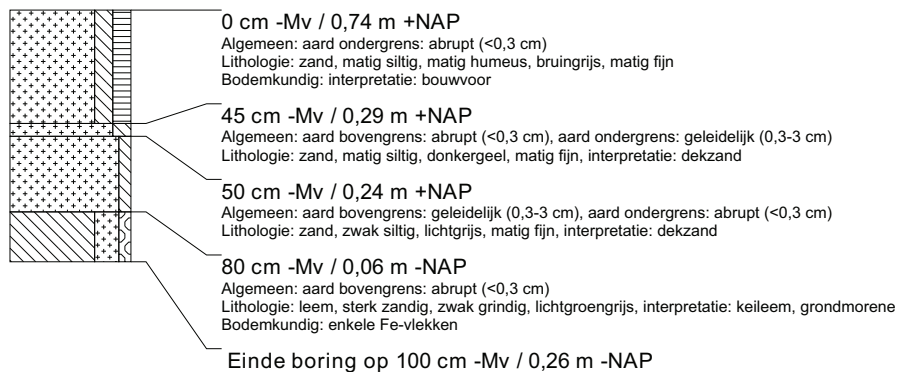 0 cm -Mv / 0,74 m +NAP
Algemeen: aard ondergrens: abrupt (<0,3 cm)
Lithologie: zand, matig siltig, matig humeus, bruingrijs, matig fijn
Bodemkundig: interpretatie: bouwvoor
45 cm -Mv / 0,29 m +NAP
Algemeen: aard bovengrens: abrupt (<0,3 cm), aard ondergrens: geleidelijk (0,3-3 cm)
Lithologie: zand, matig siltig, donkergeel, matig fijn, interpretatie: dekzand
50 cm -Mv / 0,24 m +NAP
Algemeen: aard bovengrens: geleidelijk (0,3-3 cm), aard ondergrens: abrupt (<0,3 cm)
Lithologie: zand, zwak siltig, lichtgrijs, matig fijn, interpretatie: dekzand
80 cm -Mv / 0,06 m -NAP
Algemeen: aard bovengrens: abrupt (<0,3 cm)
Lithologie: leem, sterk zandig, zwak grindig, lichtgroengrijs, interpretatie: keileem, grondmorene
Bodemkundig: enkele Fe-vlekken
Einde boring op 100 cm -Mv / 0,26 m -NAP